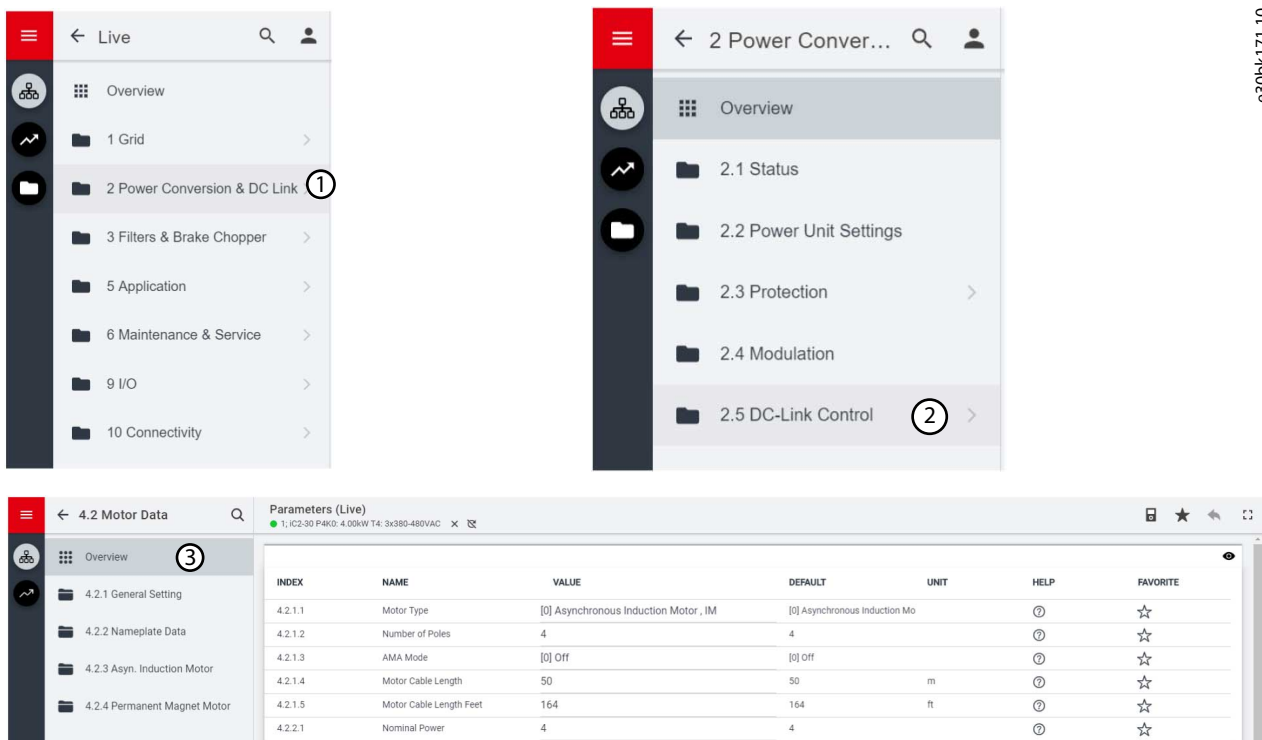 Live
Overview
1 Grid
2 Power Conversion & DC Link
1
3 Filters & Brake Chopper
5 Application
6 Maintenance & Service
9 I/O
10 Connectivity
2 Power Conver...
Overview
2.1 Status
2.2 Power Unit Settings
2.3 Protection
2.4 Modulation
2.5 DC-Link Control
2
4.2 Motor Data
Overview
3
4.2.1 General Setting
4.2.2 Nameplate Data
4.2.3 Asyn. Induction Motor
4.2.4 Permanent Magnet Motor
Parameters (Live)
1; iC2-30 P4K0: 4.00kW T4: 3x380-480VAC
INDEX NAME VALUE DEFAULT UNIT HELP FAVORITE
4.2.1.1 Motor Type [0] Asynchronous Induction Motor , IM [0] Asynchronous Induction Mo
4.2.1.2 Number of Poles 4 4
4.2.1.3 AMA Mode [0] Off [0] Off
4.2.1.4 Motor Cable Length 50 50 m
4.2.1.5 Motor Cable Length Feet 164 164 ft
4.2.2.1 Nominal Power 4 4